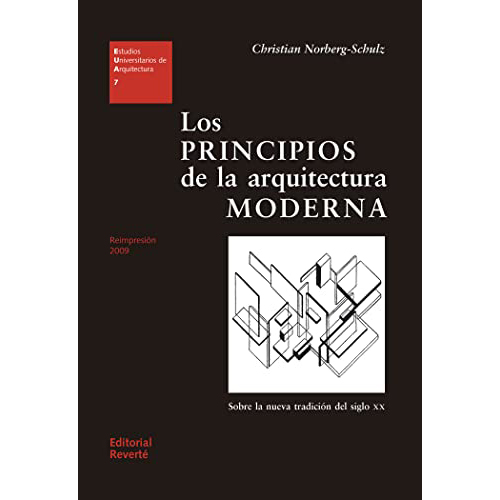 Estudios
Universitarios de
Arquitectura
7
Christian Norberg-Schulz
Los
PRINCIPIOS
de la arquitectura
MODERNA
Reimpresión
2009
Sobre la nueva tradición del siglo XX
Editorial
Reverté